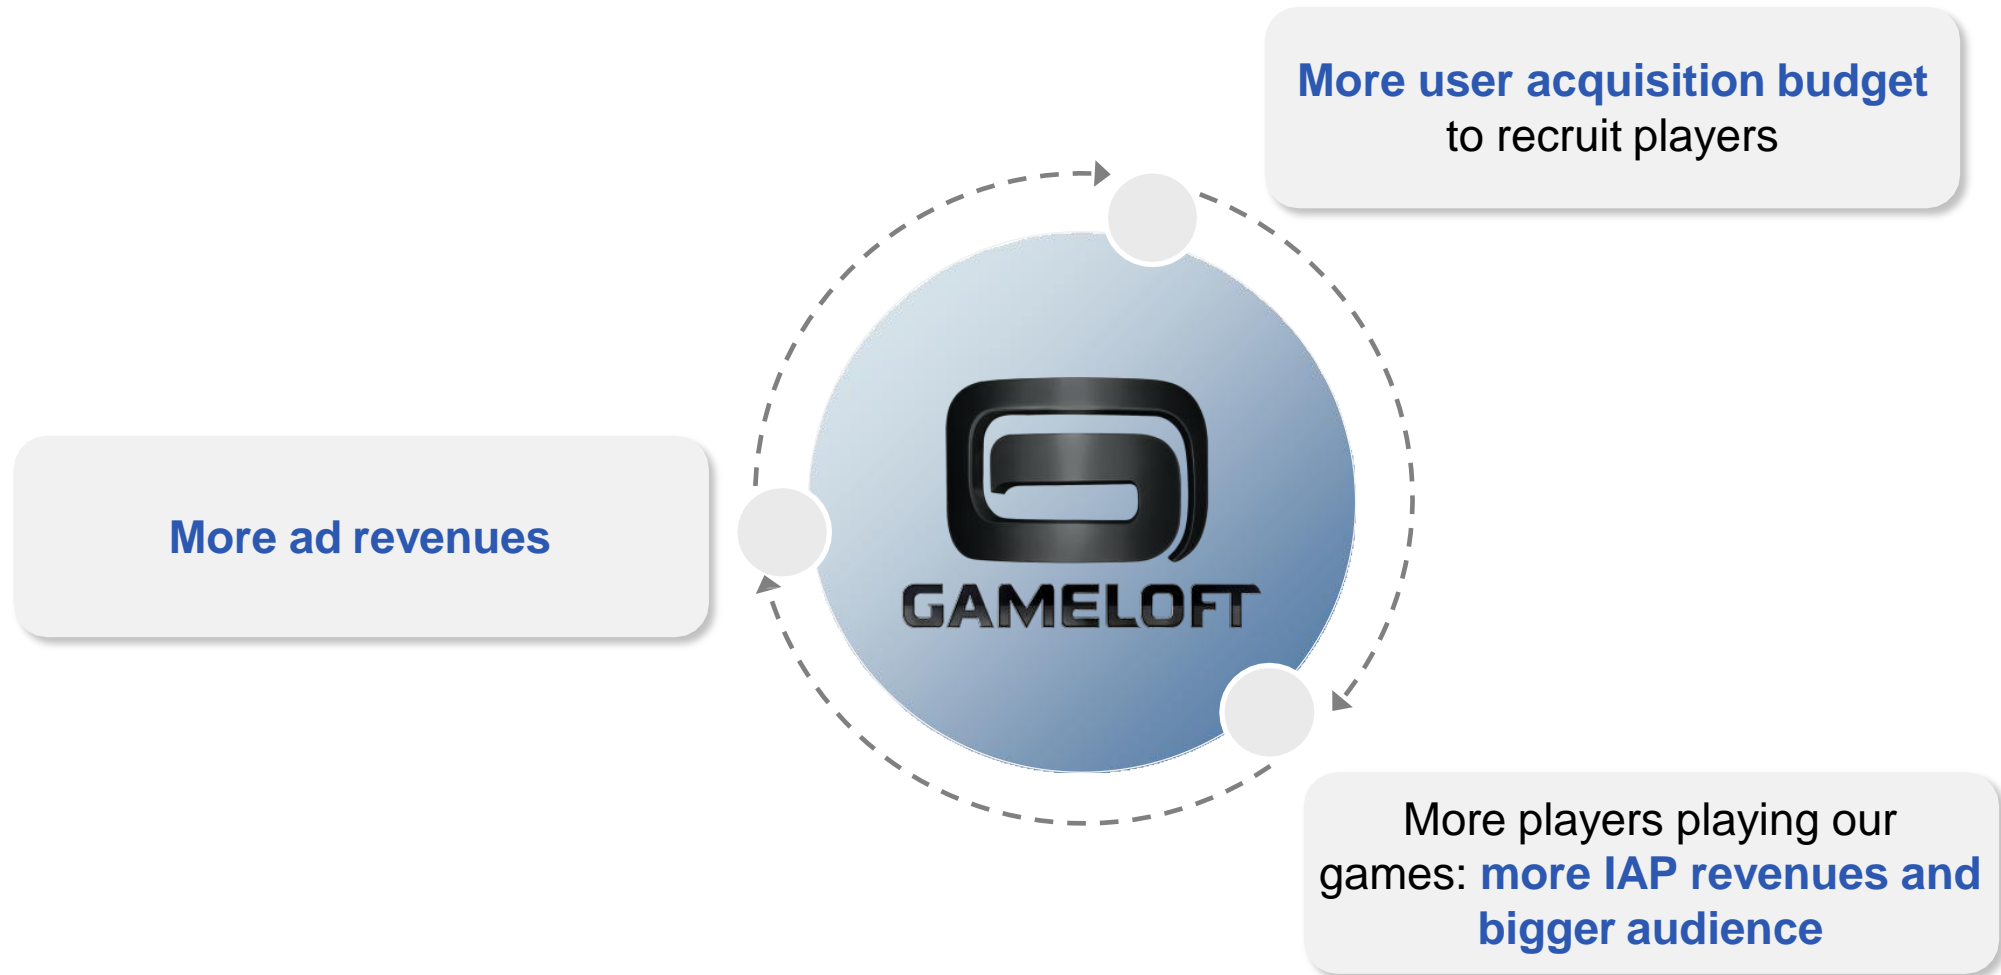 More user acquisition budget
to recruit players
More ad revenues
GAMELOFT
More players playing our
games: more IAP revenues and
bigger audience